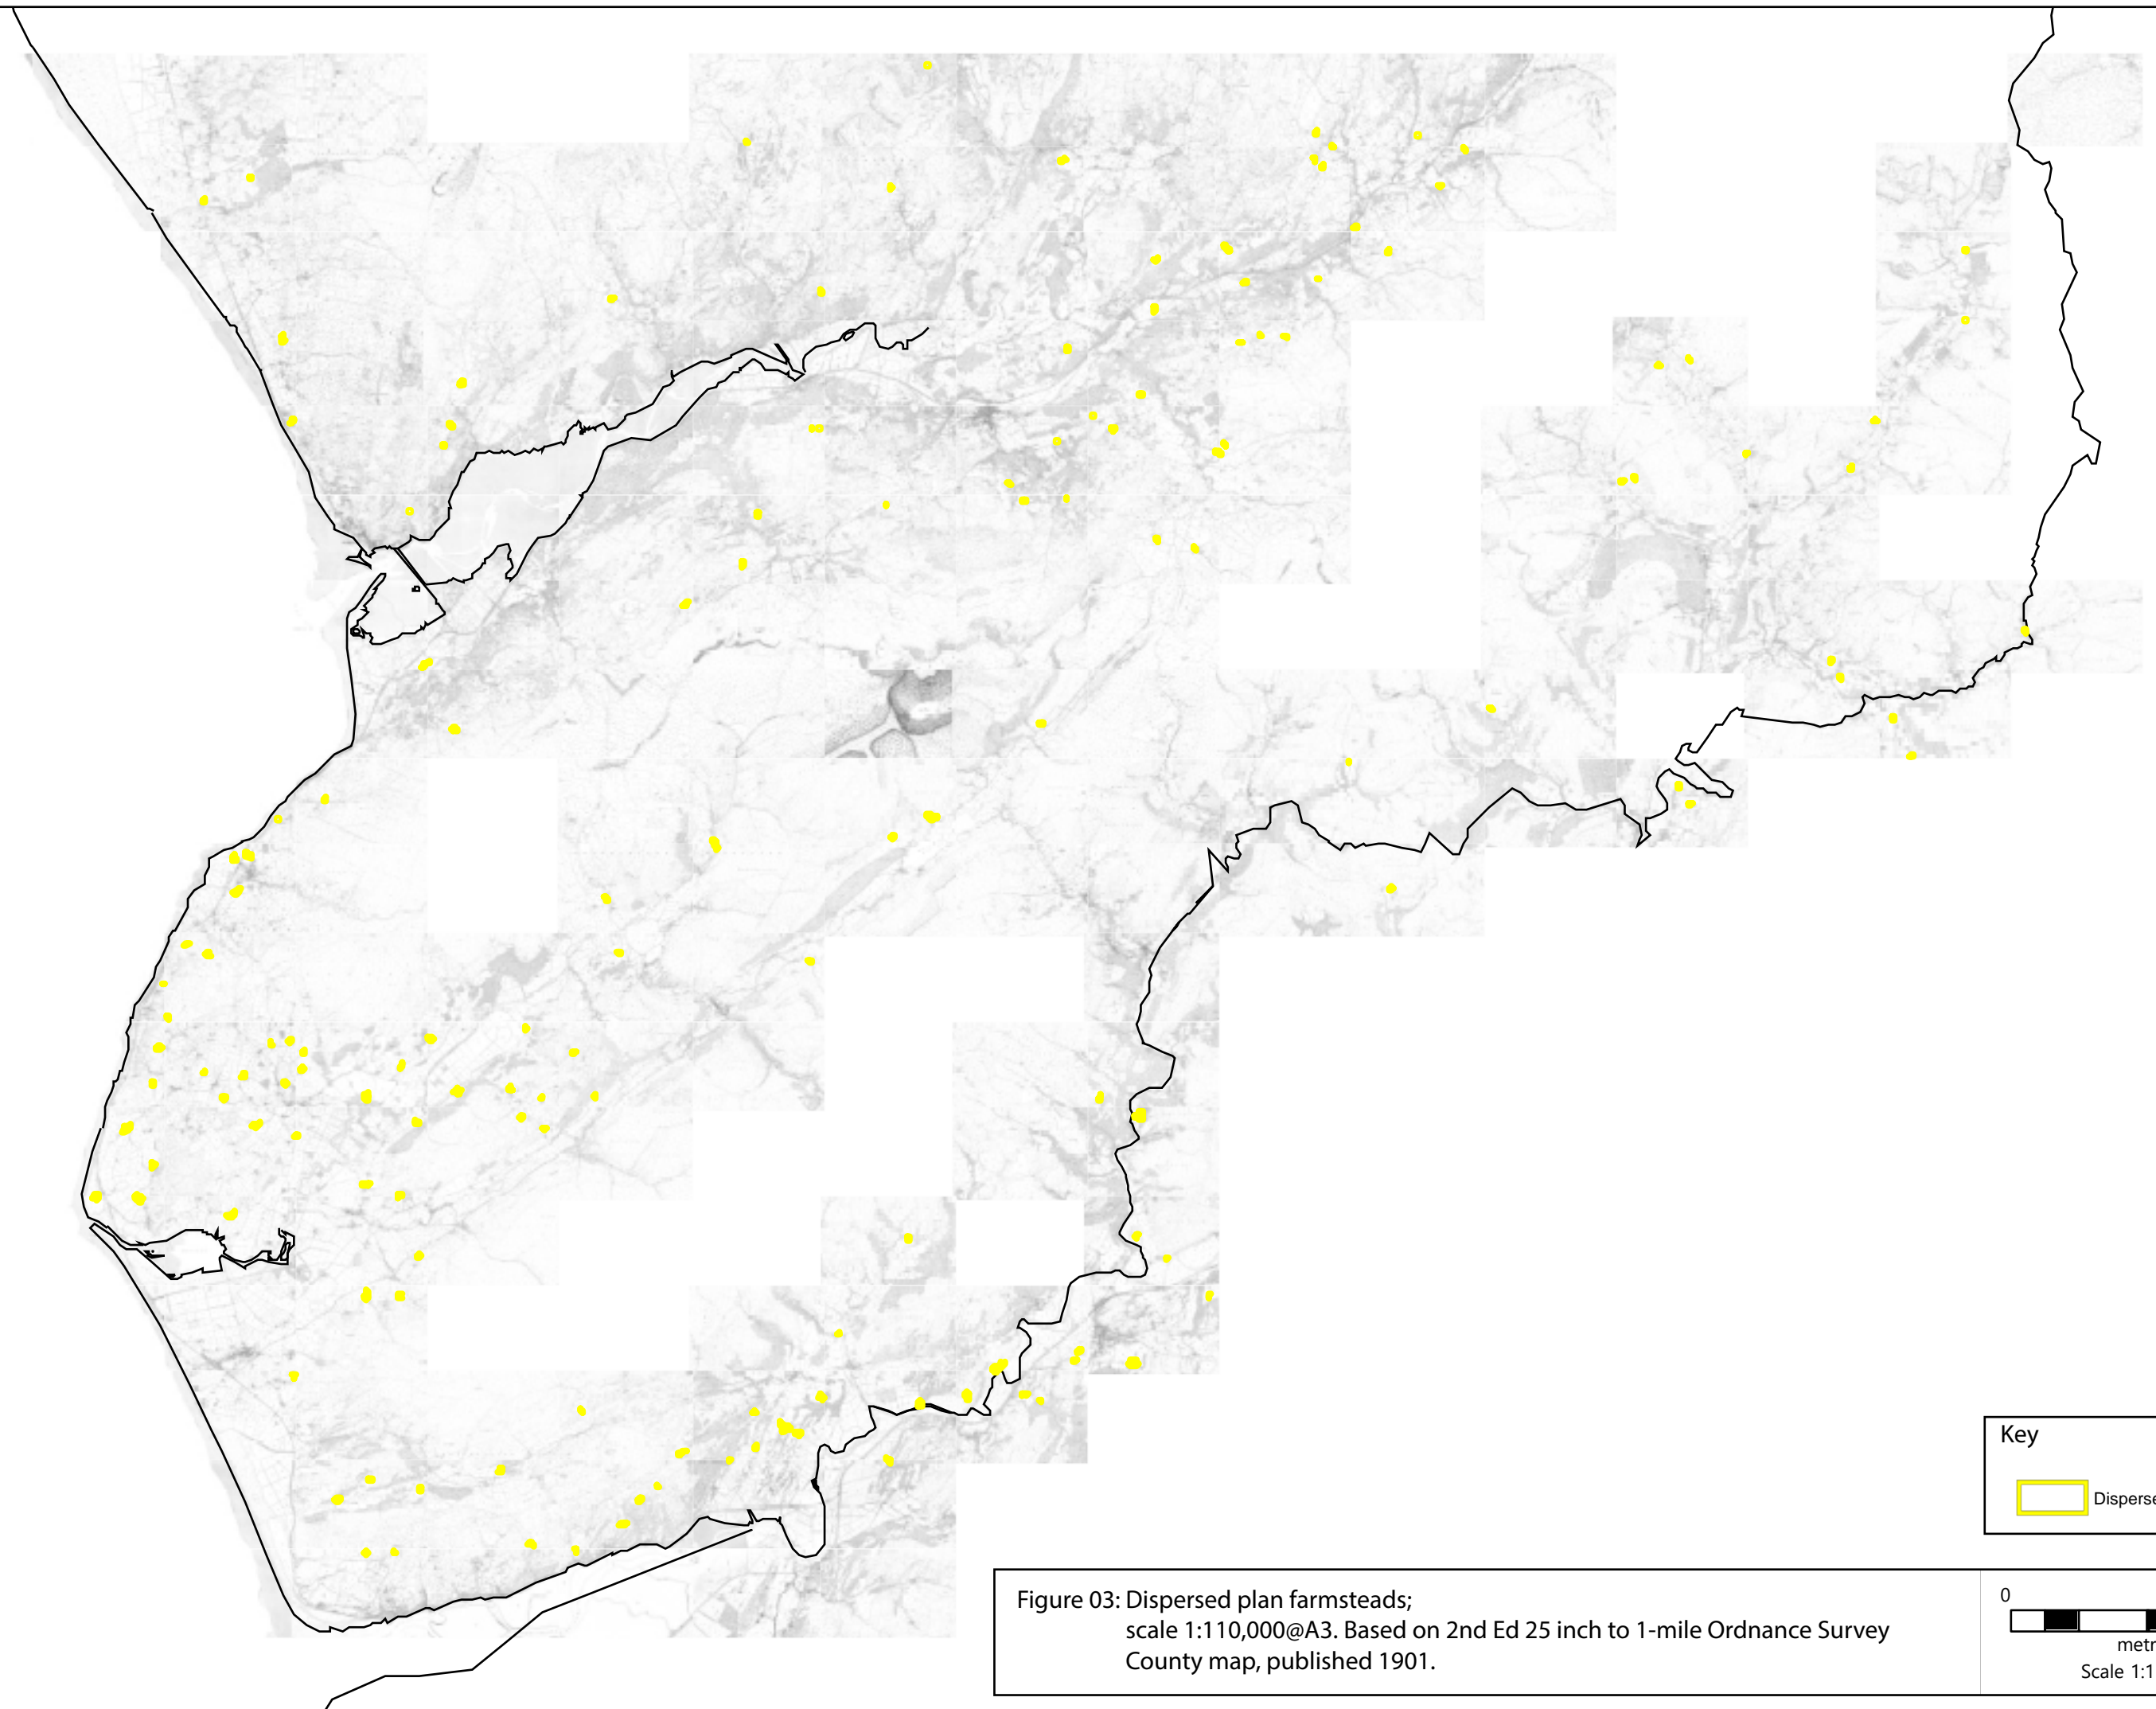 Key
Disperse
Figure 03: Dispersed plan farmsteads;
scale 1:110,000@A3. Based on 2nd Ed 25 inch to 1-mile Ordnance Survey
County map, published 1901.
0
metr
Scale 1:1